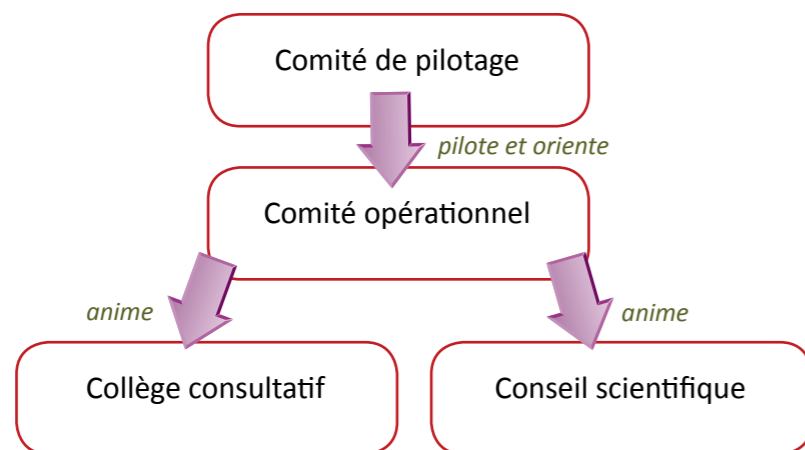 Comité de pilotage
pilote et oriente
Comité opérationnel
anime
anime
Collège consultatif
Conseil scientifique